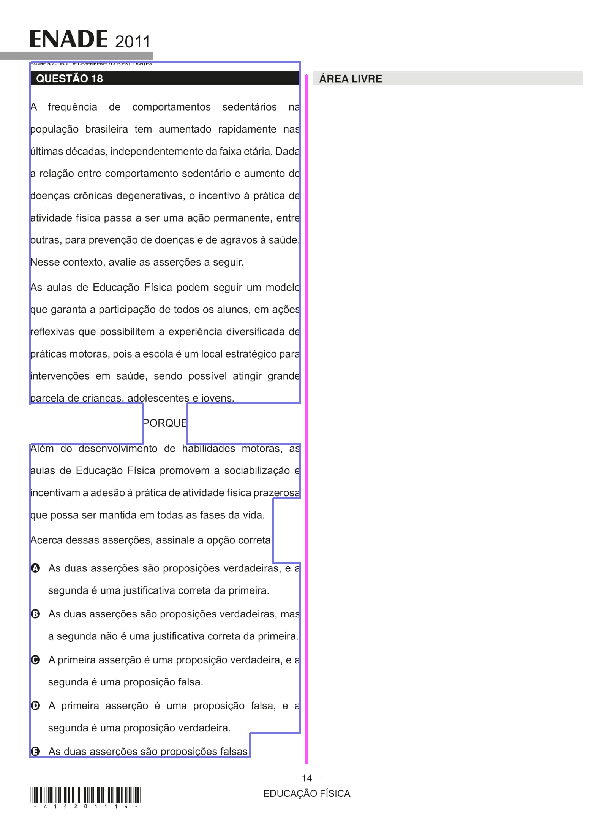 ENADE 2011
QUESTÃO 18
A frequência de comportamentos sedentários na
população brasileira tem aumentado rapidamente nas
últimas décadas, independentemente da faixa etária. Dada
a relação entre comportamento sedentário e aumento de
doenças crônicas degenerativas, o incentivo à prática de
atividade física passa a ser uma ação permanente, entre
outras, para prevenção de doenças e de agravos à saúde.
Nesse contexto, avalie as asserções a seguir.
As aulas de Educação Física podem seguir um modelo
que garanta a participação de todos os alunos, em ações
reflexivas que possibilitem a experiência diversificada de
práticas motoras, pois a escola é um local estratégico para
intervenções em saúde, sendo possível atingir grande
parcela de crianças, adolescentes e jovens.
PORQUE
Além do desenvolvimento de habilidades motoras, as
aulas de Educação Física promovem a sociabilização e
incentivam a adesão à prática de atividade física prazerosa
que possa ser mantida em todas as fases da vida.
Acerca dessas asserções, assinale a opção correta
A As duas asserções são proposições verdadeiras, e a
segunda é uma justificativa correta da primeira.
B As duas asserções são proposições verdadeiras, mas
a segunda não é uma justificativa correta da primeira.
C A primeira asserção é uma proposição verdadeira, e a
segunda é uma proposição falsa.
D A primeira asserção é uma proposição falsa, e a
segunda é uma proposição verdadeira.
E As duas asserções são proposições falsas
ÁREA LIVRE
14
EDUCAÇÃO FÍSICA